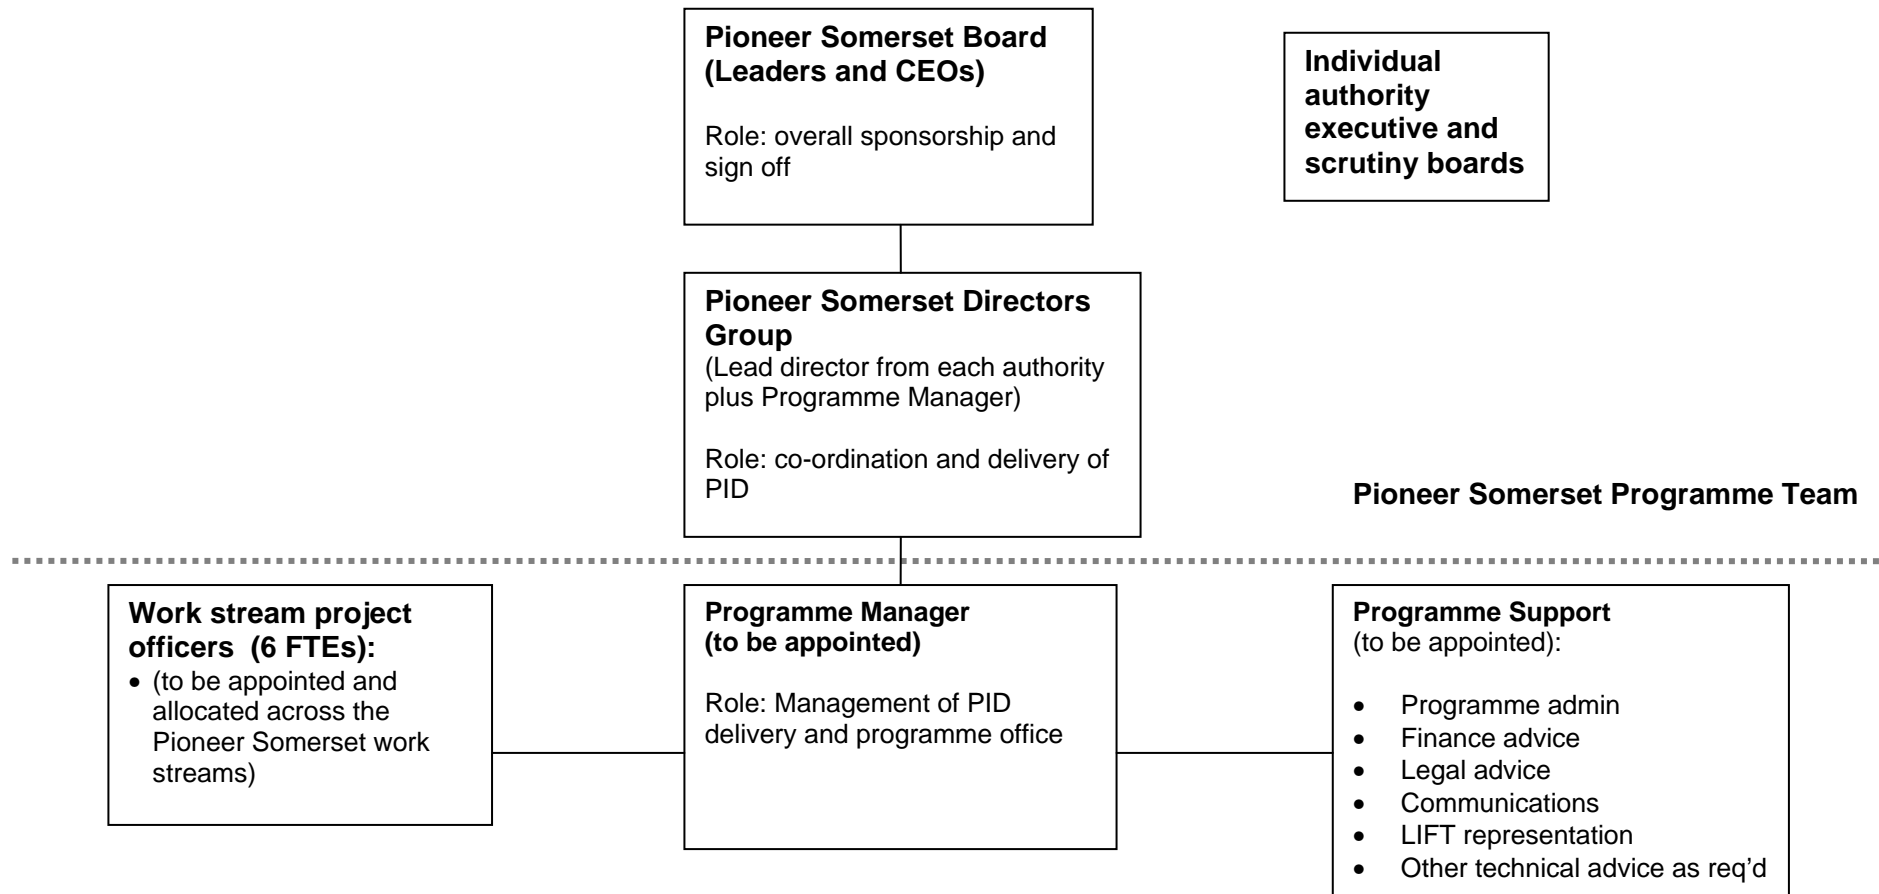 Pioneer Somerset Board
(Leaders and CEOs)
Role: overall sponsorship and
sign off
Individual
authority
executive and
scrutiny boards
Pioneer Somerset Directors
Group
(Lead director from each authority
plus Programme Manager)
Role: co-ordination and delivery of
PID
Pioneer Somerset Programme Team
Work stream project
officers (6 FTEs):
• (to be appointed and
allocated across the
Pioneer Somerset work
streams)
Programme Manager
(to be appointed)
Role: Management of PID
delivery and programme office
Programme Support
(to be appointed):
• Programme admin
• Finance advice
• Legal advice
• Communications
• LIFT representation
• Other technical advice as req’d